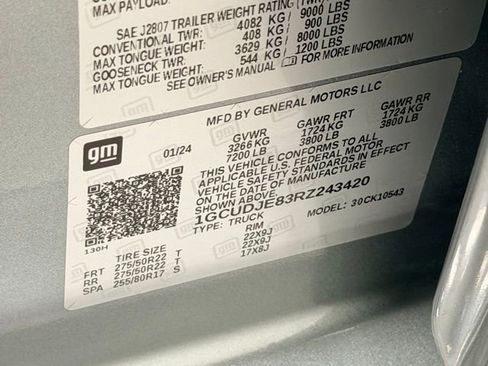 MAX PAYLOAD:
SAE J2807 TRAILER WEIGHT RATING (TWR)
CONVENTIONAL TWR: 4082 KG / 9000 LBS
MAX TONGUE WEIGHT: 408 KG / 900 LBS
GOOSENECK TWR: 3629 KG / 8000 LBS
MAX TONGUE WEIGHT: 544 KG / 1200 LBS
SEE OWNER'S MANUAL FOR MORE INFORMATION
gm
01/24
MFD BY GENERAL MOTORS LLC
GVWR GAWR FRT GAWR RR
3266 KG 1724 KG 1724 KG
7200 LB 3800 LB 3800 LB
THIS VEHICLE CONFORMS TO ALL
APPLICABLE U.S. FEDERAL MOTOR
VEHICLE SAFETY STANDARDS IN EFFECT
ON THE DATE OF MANUFACTURE
1GCUDJE83RZ243420
TYPE: TRUCK MODEL: 30CK10543
130H
TIRE SIZE RIM
FRT 275/50R22 T 22X9J
RR 275/50R22 T 22X9J
SPA 255/80R17 S 17X8J